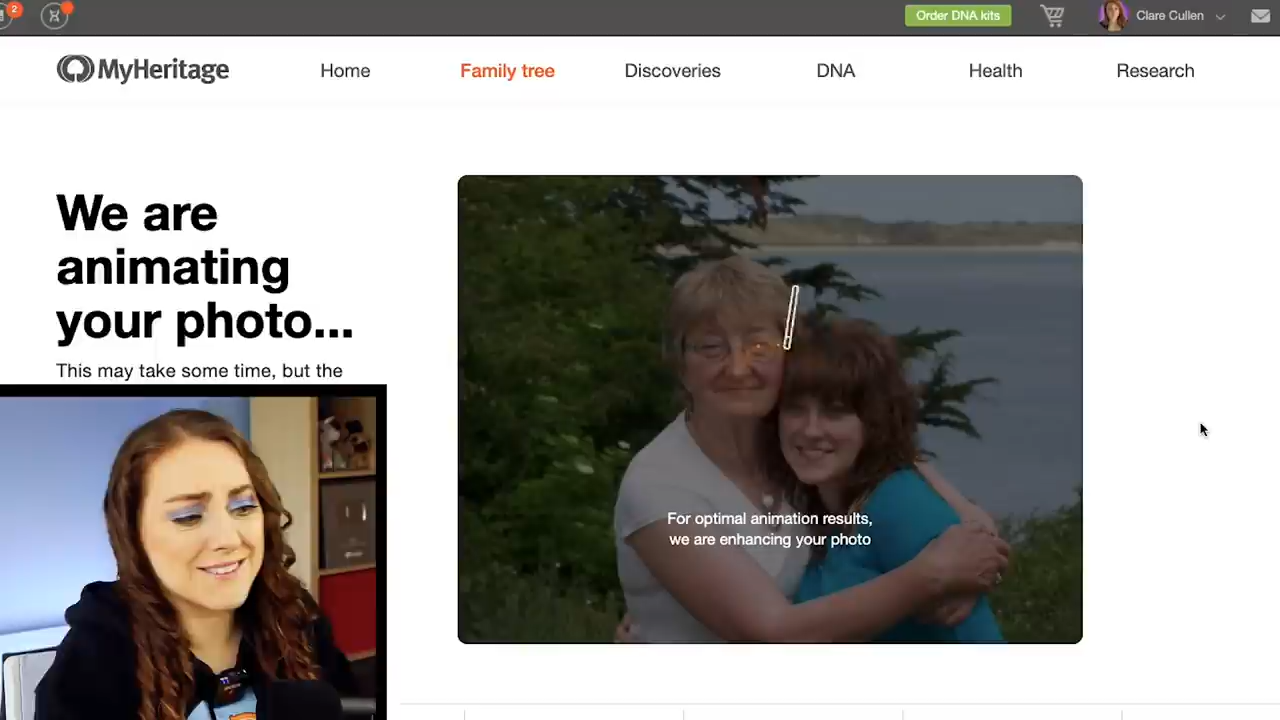 2
Order DNA kits
Clare Cullen
MyHeritage
Home
Family tree
Discoveries
DNA
Health
Research
We are
animating
your photo...
This may take some time, but the
For optimal animation results,
we are enhancing your photo